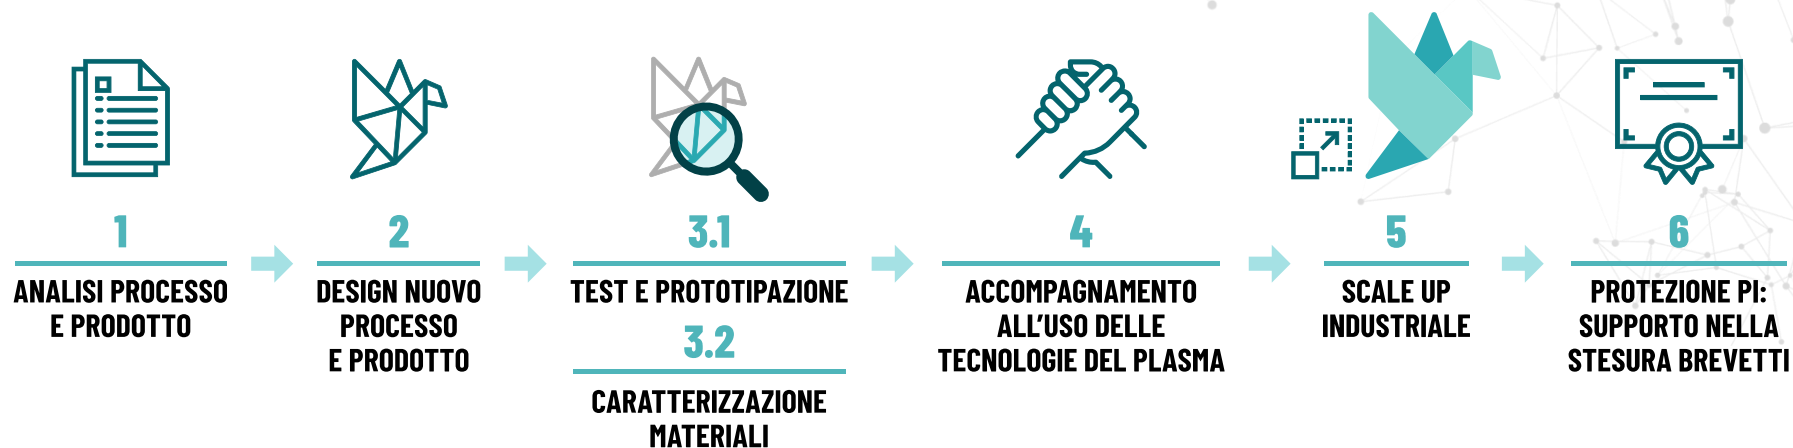 1
ANALISI PROCESSO
E PRODOTTO
2
DESIGN NUOVO
PROCESSO
E PRODOTTO
3.1
TEST E PROTOTIPAZIONE
3.2
CARATTERIZZAZIONE
MATERIALI
4
ACCOMPAGNAMENTO
ALL'USO DELLE
TECNOLOGIE DEL PLASMA
5
SCALE UP
INDUSTRIALE
6
PROTEZIONE PI:
SUPPORTO NELLA
STESURA BREVETTI